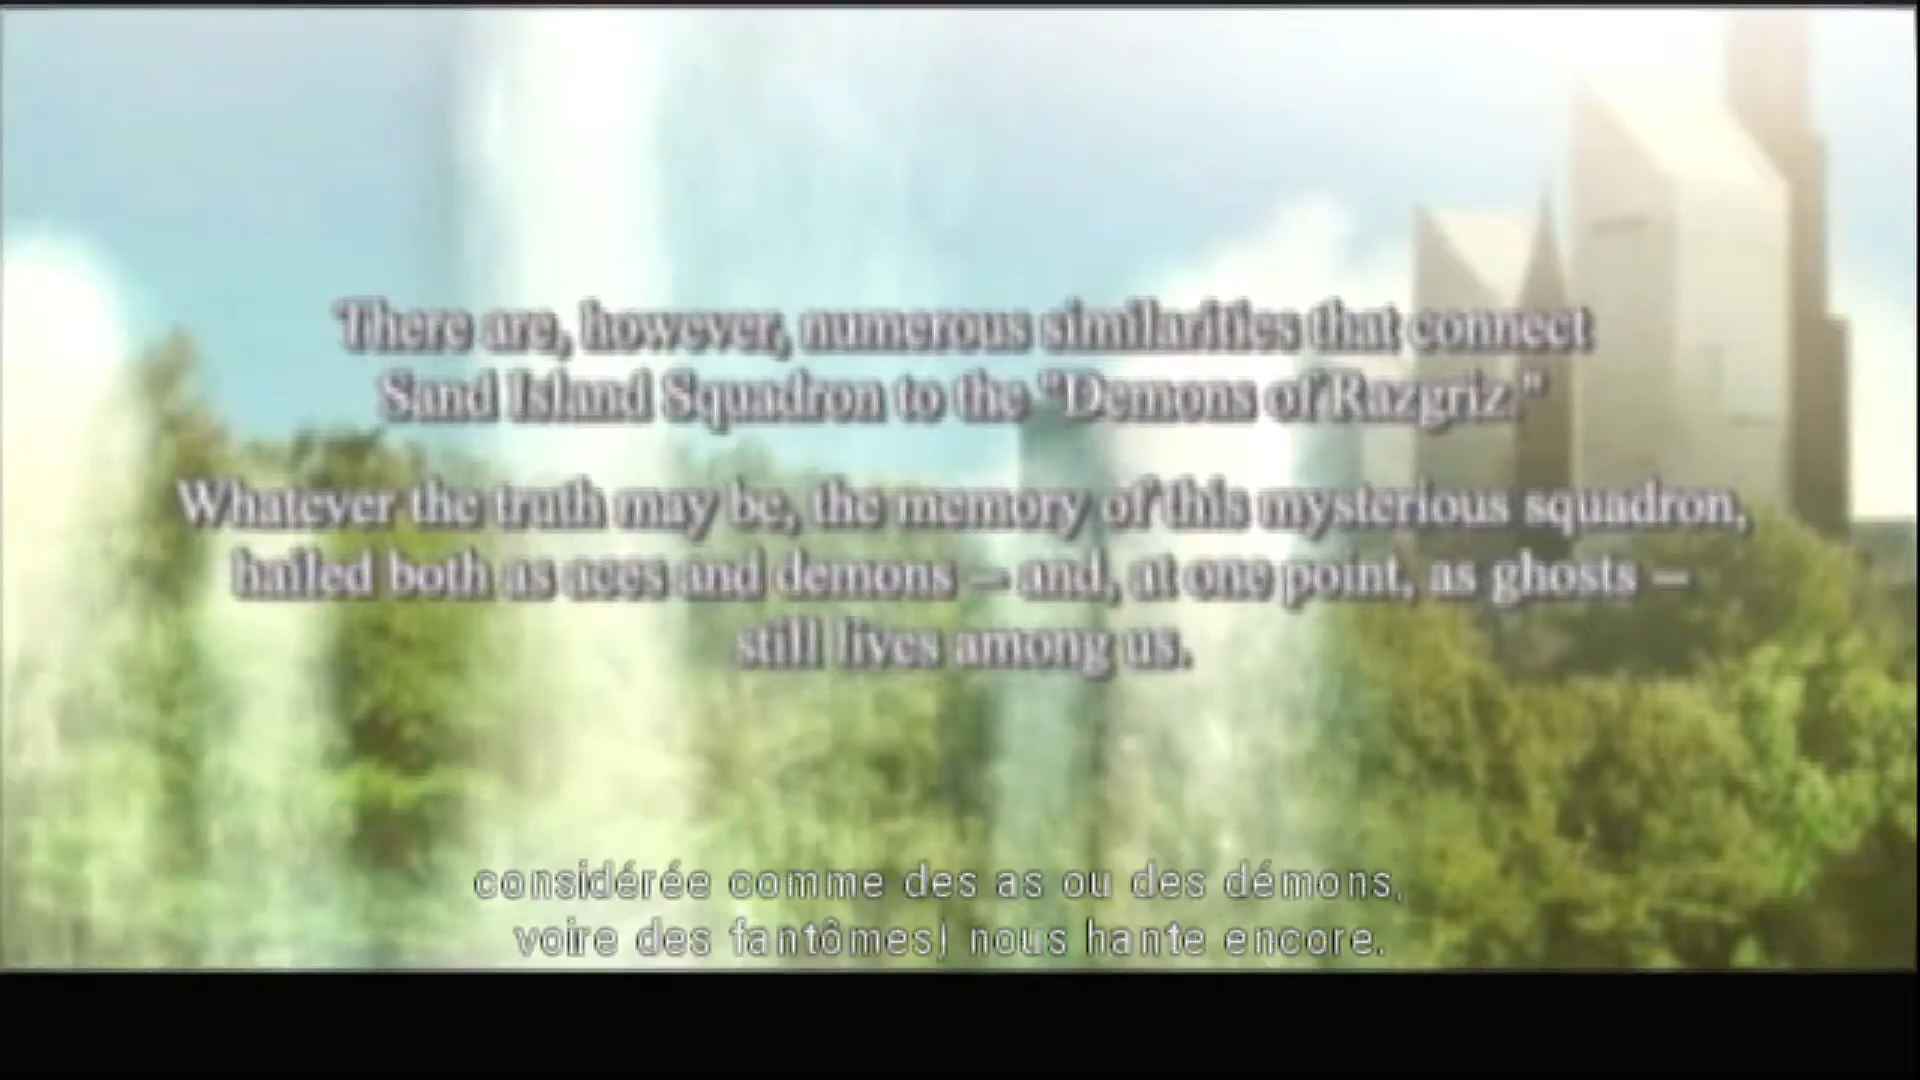 There are, however, numerous similarities that connect
Sand Island Squadron to the "Demons of Razgriz."
Whatever the truth may be, the memory of this mysterious squadron,
hailed both as aces and demons – and, at one point, as ghosts –
still lives among us.
considérée comme des as ou des démons,
voire des fantômes) nous hante encore.